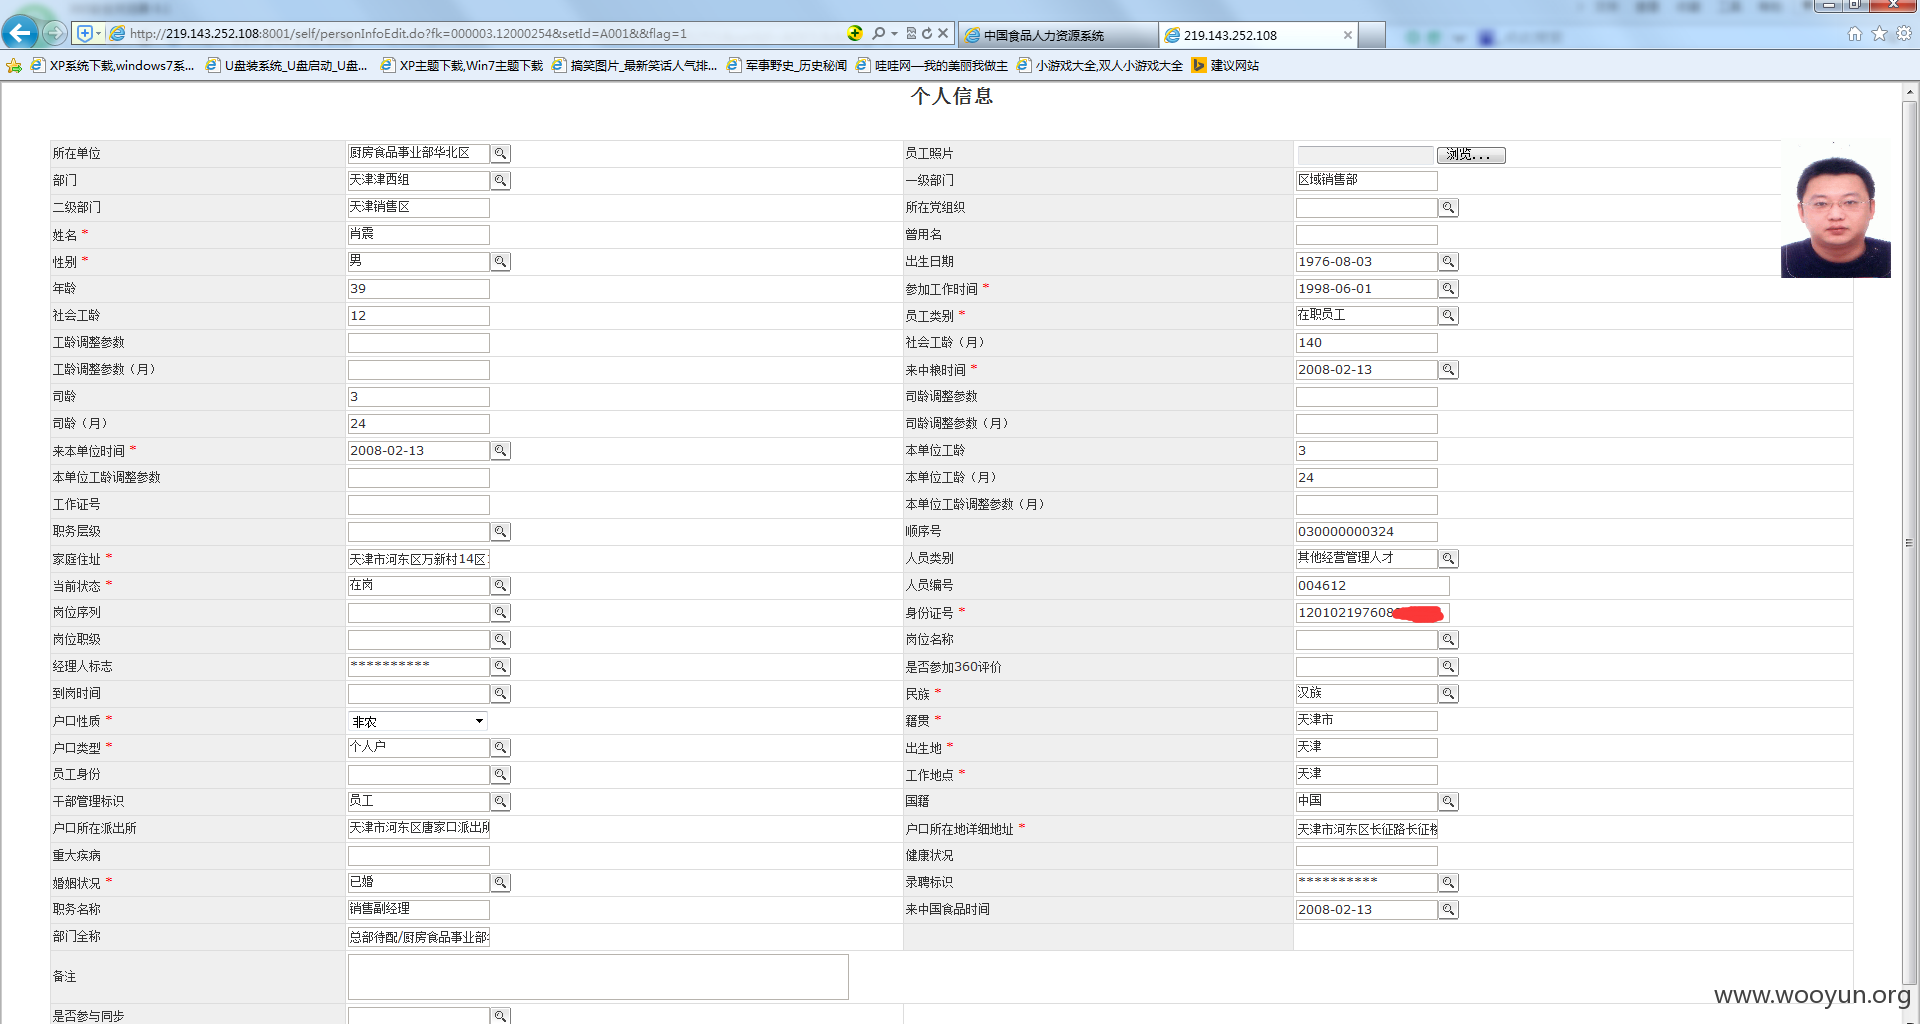 http://219.143.252.108:8001/self/personInfoEdit.do?fk=000003.12000254&setId=A001&&flag=1
中国食品人力资源系统
219.143.252.108
XP系统下载,windows7系...
U盘装系统_U盘启动_U盘...
XP主题下载,Win7主题下载
搞笑图片_最新笑话人气排...
军事野史_历史秘闻
哇哇网—我的美丽我做主
小游戏大全,双人小游戏大全
建议网站
个人信息
所在单位 厨房食品事业部华北区 员工照片 浏览...
部门 天津津西组 一级部门 区域销售部
二级部门 天津销售区 所在党组织
姓名 * 肖震 曾用名
性别 * 男 出生日期 1976-08-03
年龄 39 参加工作时间 * 1998-06-01
社会工龄 12 员工类别 * 在职员工
工龄调整参数 社会工龄（月） 140
工龄调整参数（月） 来中粮时间 * 2008-02-13
司龄 3 司龄调整参数
司龄（月） 24 司龄调整参数（月）
来本单位时间 * 2008-02-13 本单位工龄 3
本单位工龄调整参数 本单位工龄（月） 24
工作证号 本单位工龄调整参数（月）
职务层级 顺序号 030000000324
家庭住址 * 天津市河东区万新村14区 人员类别 其他经营管理人才
当前状态 * 在岗 人员编号 004612
岗位序列 身份证号 * 120102197608
岗位职级 岗位名称
经理人标志 ********** 是否参加360评价
到岗时间 民族 * 汉族
户口性质 * 非农 籍贯 * 天津市
户口类型 * 个人户 出生地 * 天津
员工身份 工作地点 * 天津
干部管理标识 员工 国籍 中国
户口所在派出所 天津市河东区唐家口派出所 户口所在地详细地址 * 天津市河东区长征路长征楼
重大疾病 健康状况
婚姻状况 * 已婚 录聘标识 **********
职务名称 销售副经理 来中国食品时间 2008-02-13
部门全称 总部待配/厨房食品事业部
备注
是否参与同步
www.wooyun.org